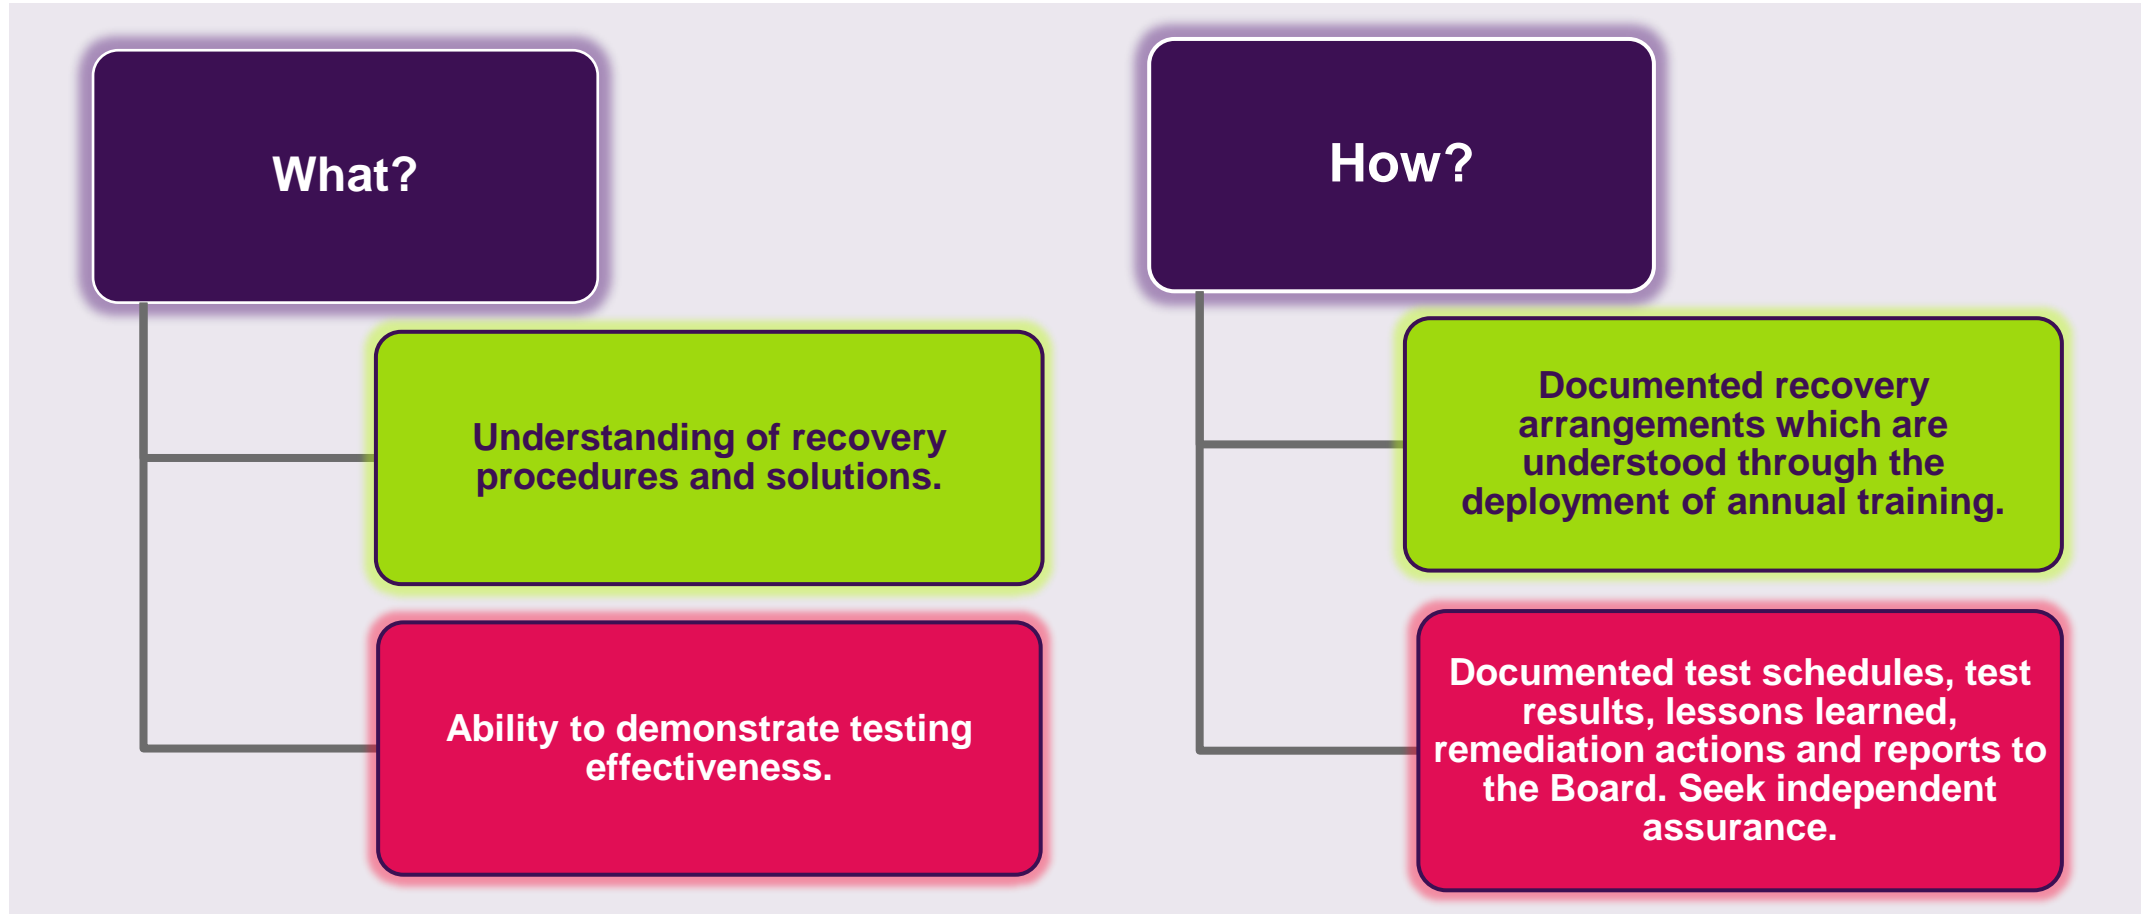 What?
Understanding of recovery
procedures and solutions.
Ability to demonstrate testing
effectiveness.
How?
Documented recovery
arrangements which are
understood through the
deployment of annual training.
Documented test schedules, test
results, lessons learned,
remediation actions and reports to
the Board. Seek independent
assurance.